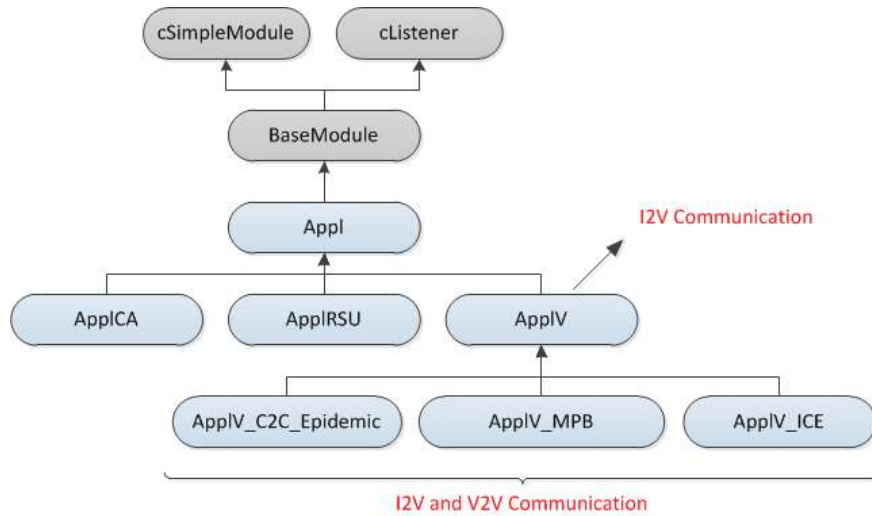 cSimpleModule
cListener
BaseModule
Appl
I2V Communication
ApplCA
ApplRSU
ApplV
ApplV_C2C_Epidemic
ApplV_MPB
ApplV_ICE
I2V and V2V Communication